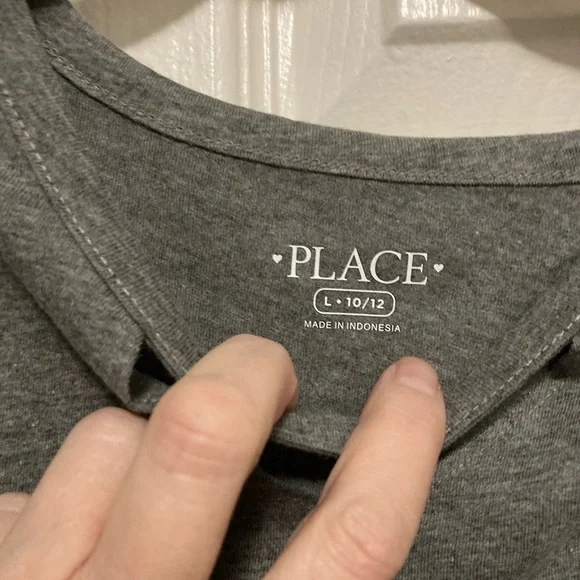 ♥PLACE♥
L • 10/12
MADE IN INDONESIA